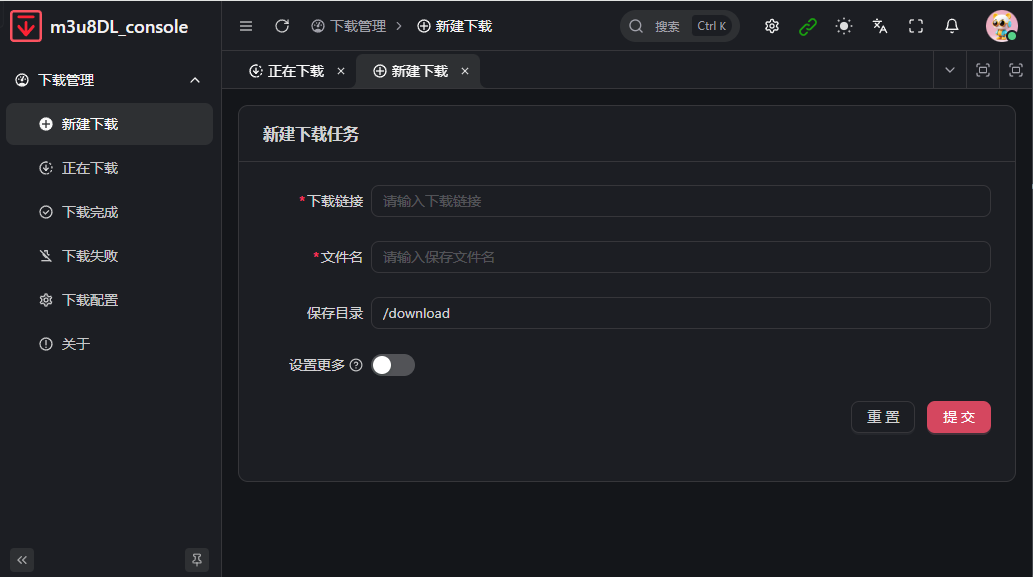 m3u8DL_console
下载管理
新建下载
正在下载
下载完成
下载失败
下载配置
关于
下载管理 > 新建下载
搜索 Ctrl K
正在下载 × 新建下载 ×
新建下载任务
*下载链接 请输入下载链接
*文件名 请输入保存文件名
保存目录 /download
设置更多
重 置 提 交